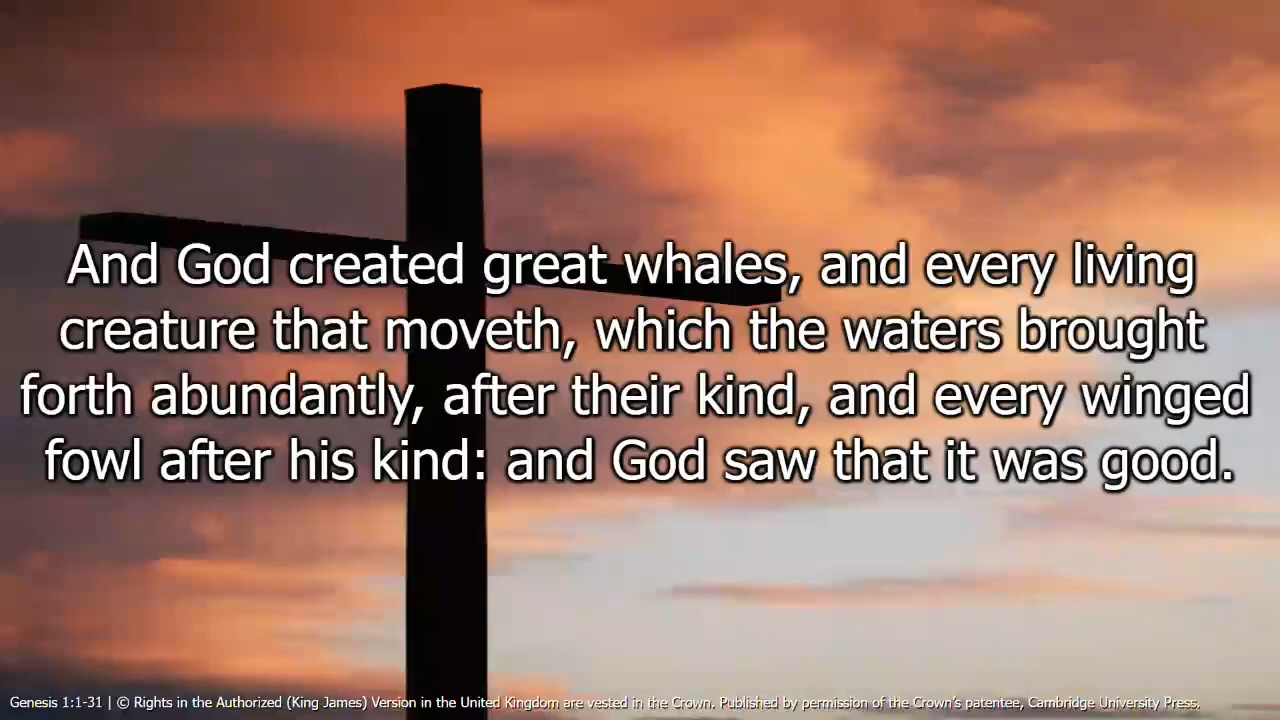 And God created great whales, and every living
creature that moveth, which the waters brought
forth abundantly, after their kind, and every winged
fowl after his kind: and God saw that it was good.
Genesis 1:1-31 | © Rights in the Authorized (King James) Version in the United Kingdom are vested in the Crown. Published by permission of the Crown’s patentee, Cambridge University Press.